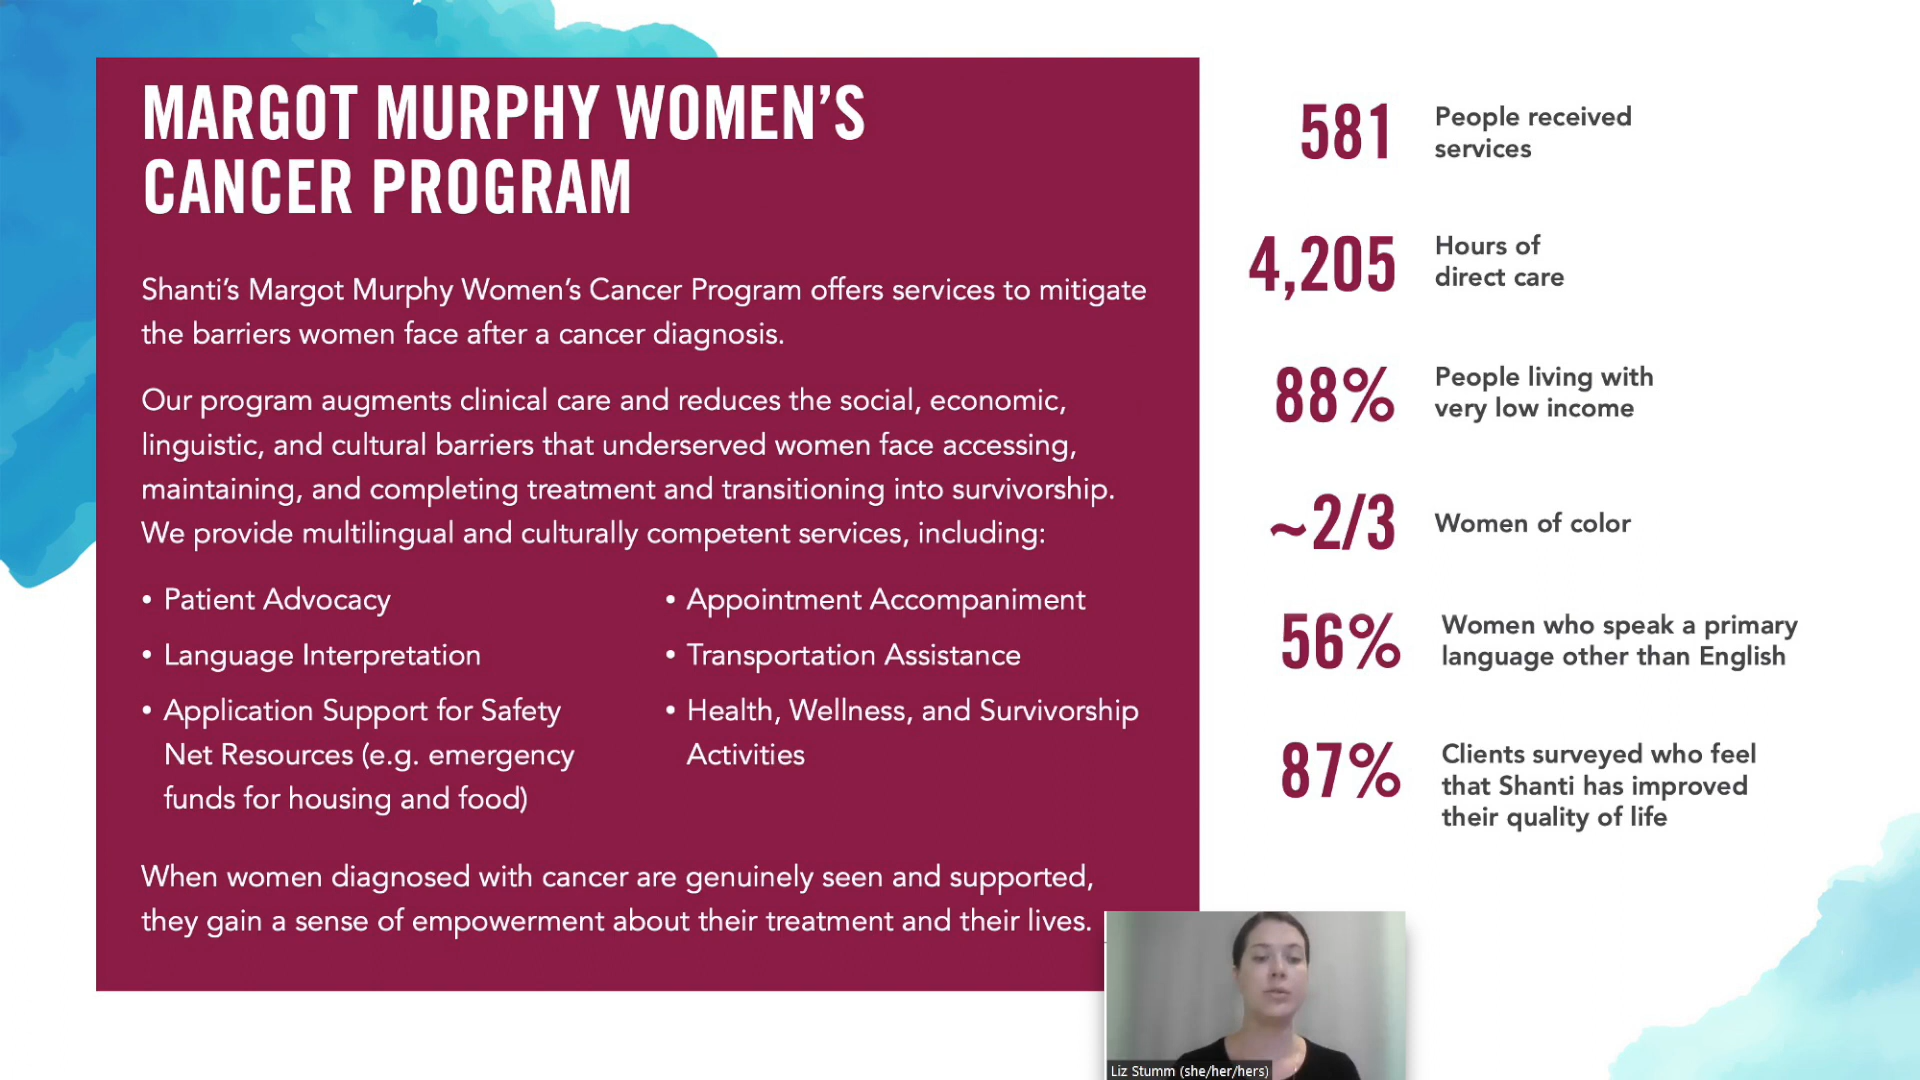 MARGOT MURPHY WOMEN’S
CANCER PROGRAM
Shanti’s Margot Murphy Women’s Cancer Program offers services to mitigate
the barriers women face after a cancer diagnosis.
Our program augments clinical care and reduces the social, economic,
linguistic, and cultural barriers that underserved women face accessing,
maintaining, and completing treatment and transitioning into survivorship.
We provide multilingual and culturally competent services, including:
• Patient Advocacy
• Language Interpretation
• Application Support for Safety
Net Resources (e.g. emergency
funds for housing and food)
• Appointment Accompaniment
• Transportation Assistance
• Health, Wellness, and Survivorship
Activities
When women diagnosed with cancer are genuinely seen and supported,
they gain a sense of empowerment about their treatment and their lives.
581
People received
services
4,205
Hours of
direct care
88%
People living with
very low income
~2/3
Women of color
56%
Women who speak a primary
language other than English
87%
Clients surveyed who feel
that Shanti has improved
their quality of life
Liz Stumm (she/her/hers)